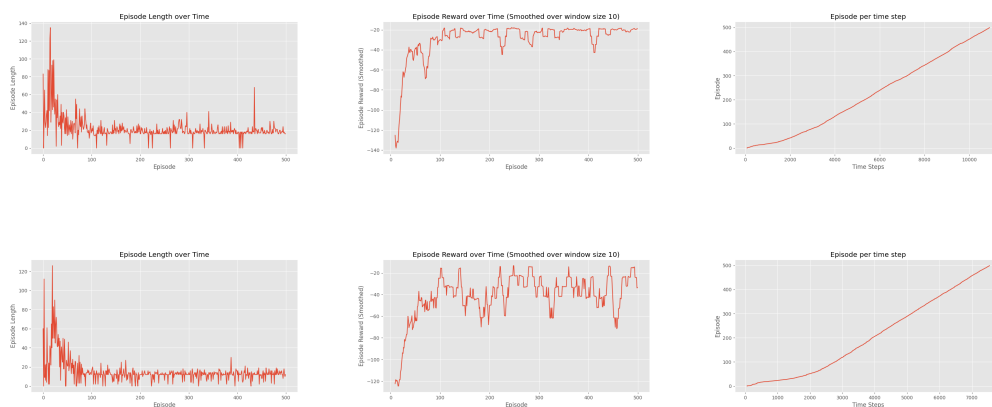 Episode Length over Time
Episode Reward over Time (Smoothed over window size 10)
Episode per time step
Episode Length
140
120
100
80
60
40
20
0
0 100 200 300 400 500
Episode
Episode Reward (Smoothed)
−20
−40
−60
−80
−100
−120
−140
0 100 200 300 400 500
Episode
Episode
500
400
300
200
100
0
0 2000 4000 6000 8000 10000
Time Steps
Episode Length over Time
Episode Reward over Time (Smoothed over window size 10)
Episode per time step
Episode Length
120
100
80
60
40
20
0
0 100 200 300 400 500
Episode
Episode Reward (Smoothed)
−20
−40
−60
−80
−100
−120
0 100 200 300 400 500
Episode
Episode
500
400
300
200
100
0
0 1000 2000 3000 4000 5000 6000 7000
Time Steps